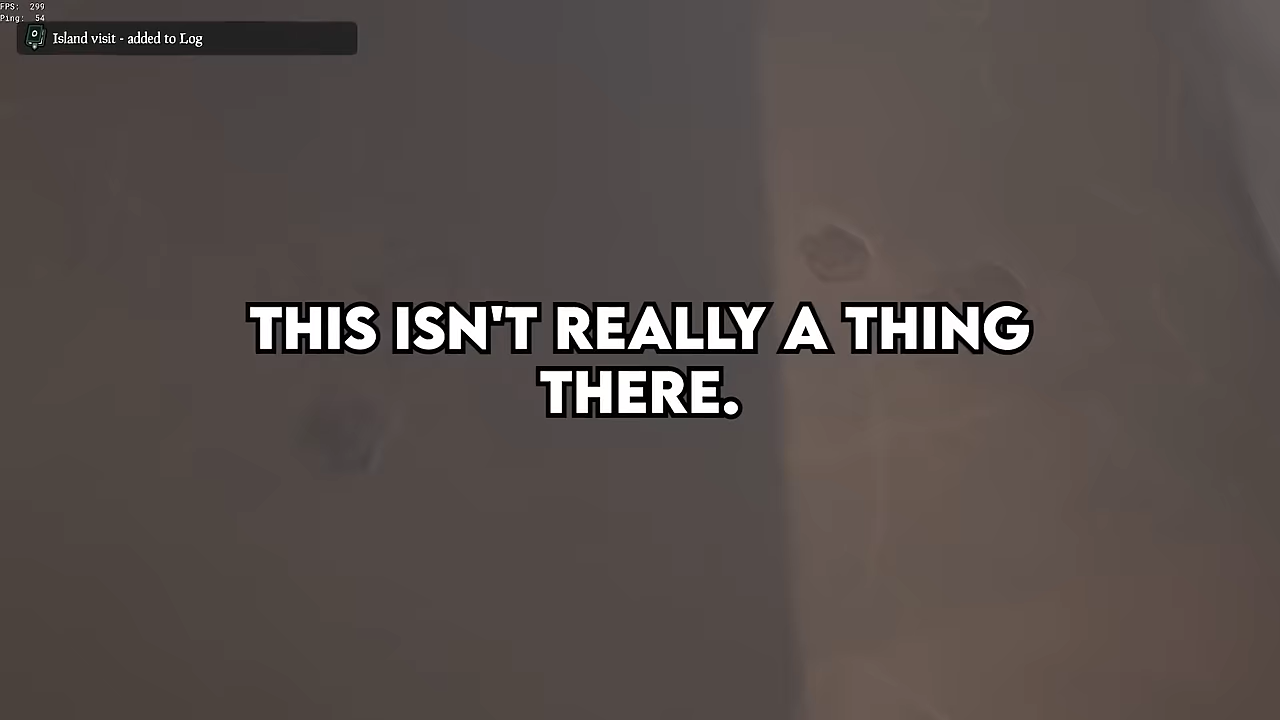 FPS: 299
Ping: 54
Island visit - added to Log
THIS ISN'T REALLY A THING
THERE.